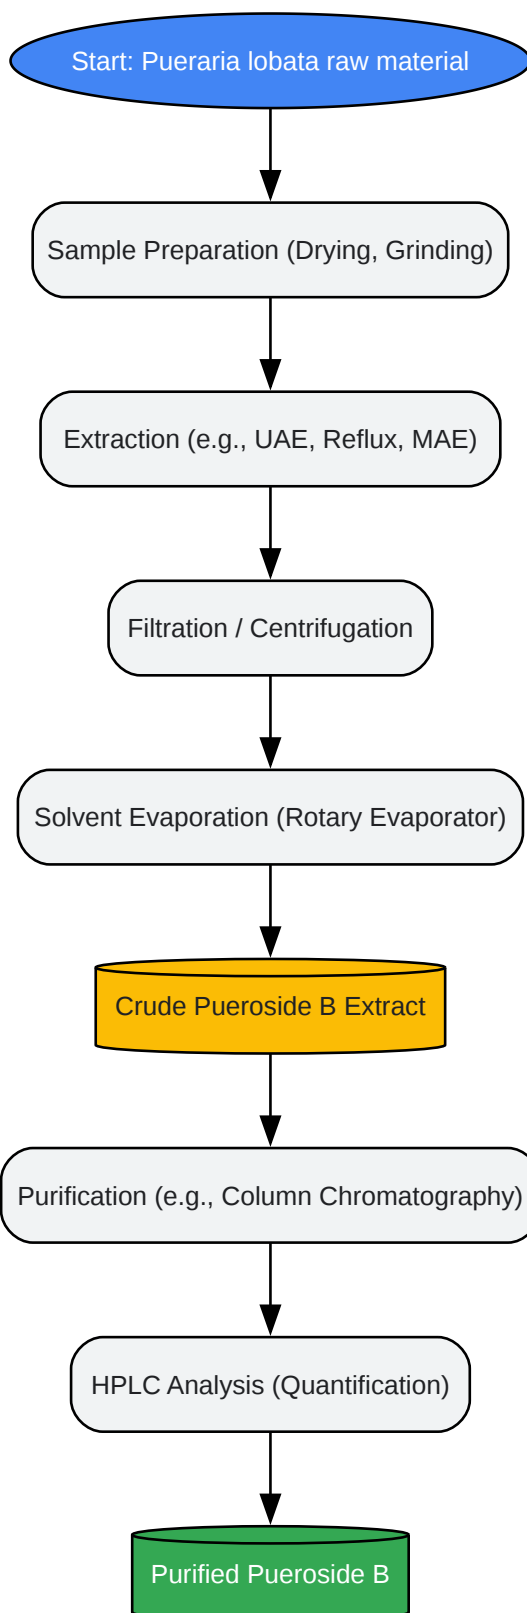 Start: Pueraria lobata raw material
Sample Preparation (Drying, Grinding)
Extraction (e.g., UAE, Reflux, MAE)
Filtration / Centrifugation
Solvent Evaporation (Rotary Evaporator)
Crude Pueroside B Extract
Purification (e.g., Column Chromatography)
HPLC Analysis (Quantification)
Purified Pueroside B